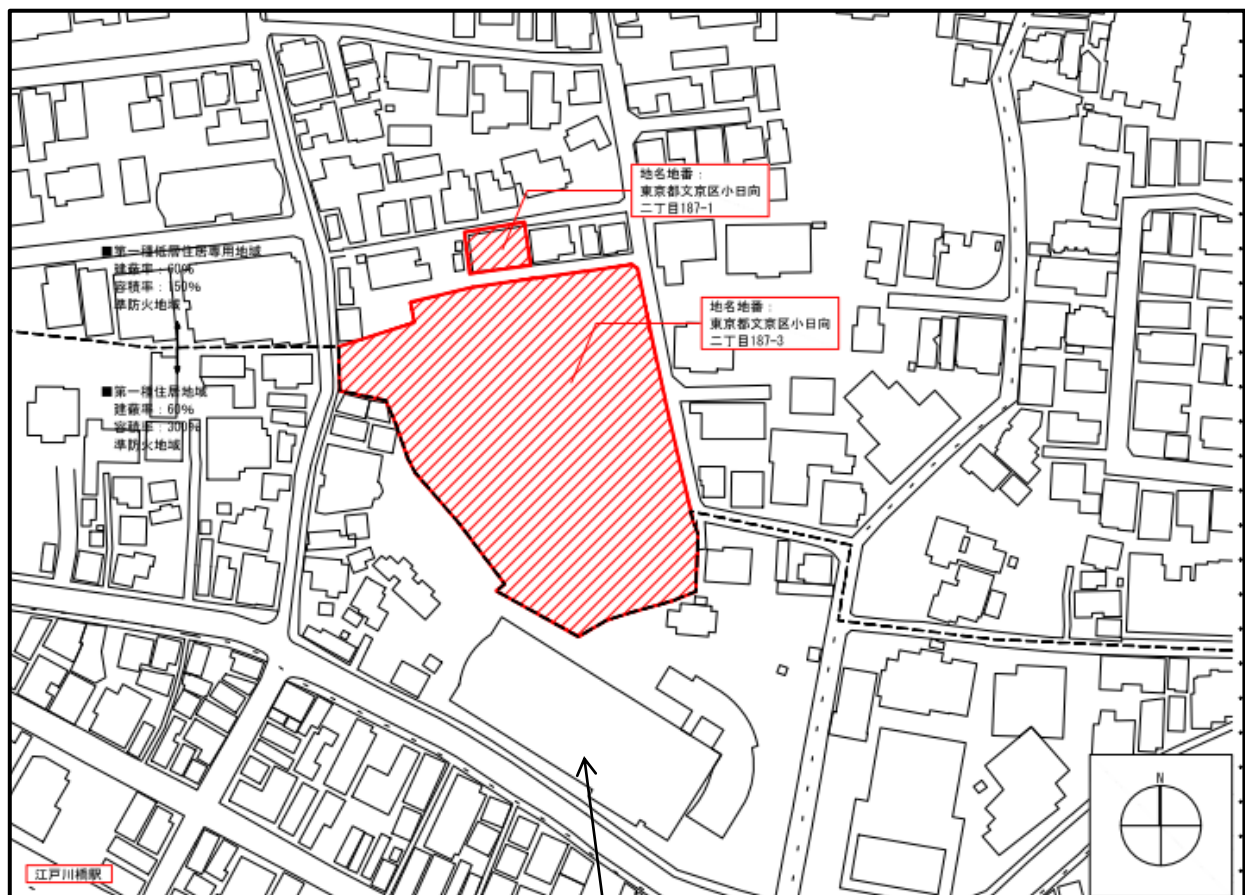 地名地番：
東京都文京区小日向
二丁目187-1
■第一種低層住居専用地域
建蔽率：60%
容積率：150%
準防火地域
地名地番：
東京都文京区小日向
二丁目187-3
■第一種住居地域
建蔽率：60%
容積率：300%
準防火地域
N
江戸川橋駅